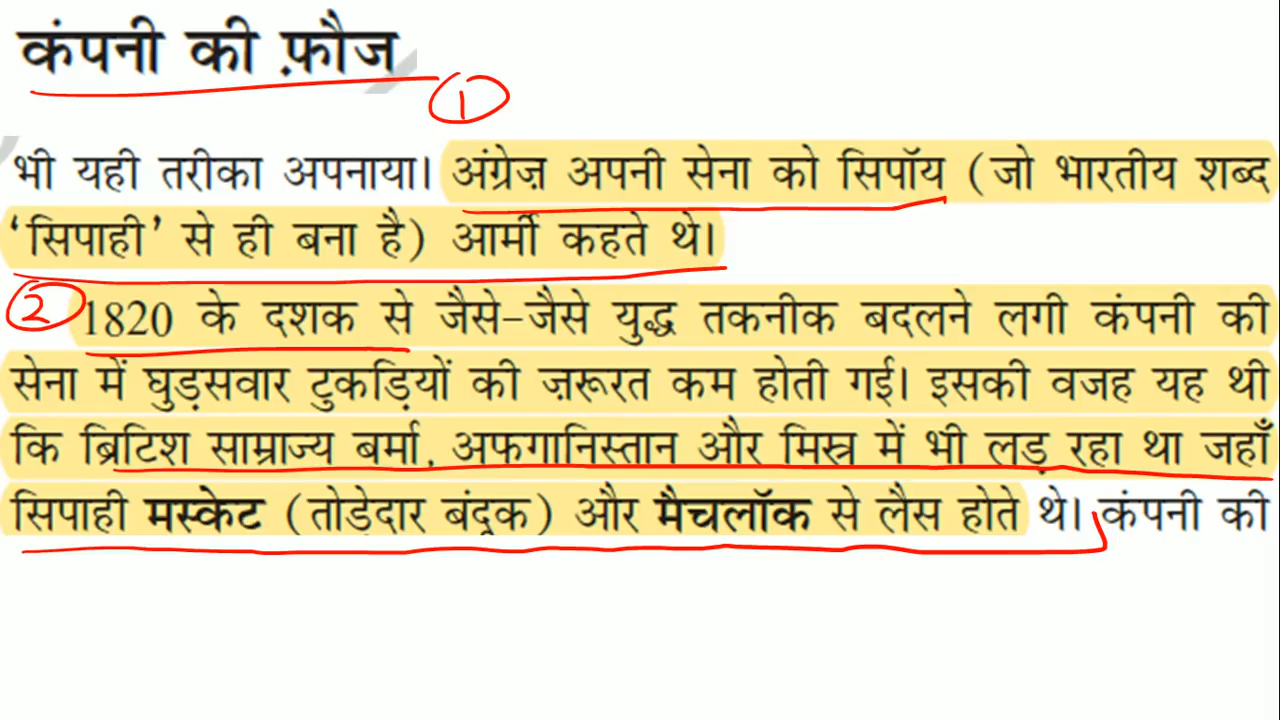 कंपनी की फ़ौज
1
भी यही तरीका अपनाया। अंग्रेज़ अपनी सेना को सिपॉय (जो भारतीय शब्द
‘सिपाही’ से ही बना है) आर्मी कहते थे।
2 1820 के दशक से जैसे-जैसे युद्ध तकनीक बदलने लगी कंपनी की
सेना में घुड़सवार टुकड़ियों की ज़रूरत कम होती गई। इसकी वजह यह थी
कि ब्रिटिश साम्राज्य बर्मा, अफगानिस्तान और मिस्र में भी लड़ रहा था जहाँ
सिपाही मस्केट (तोड़ेदार बंदूक) और मैचलॉक से लैस होते थे। कंपनी की